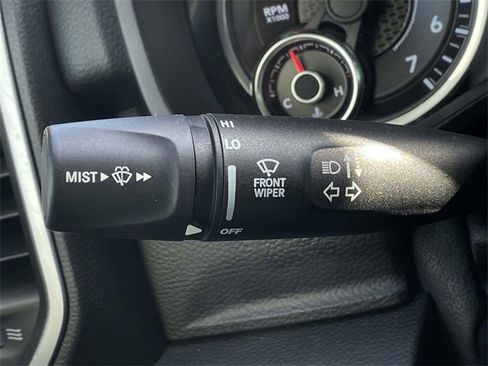 RPM
X1000
7
6
C
H
HI
LO
MIST
FRONT
WIPER
OFF